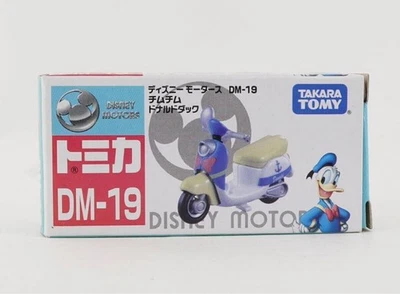 DISNEY
MOTORS
ディズニー モータース DM-19
チムチム
ドナルドダック
TAKARA
TOMY
トミカ
®
DM-19
DISNEY MOTOR